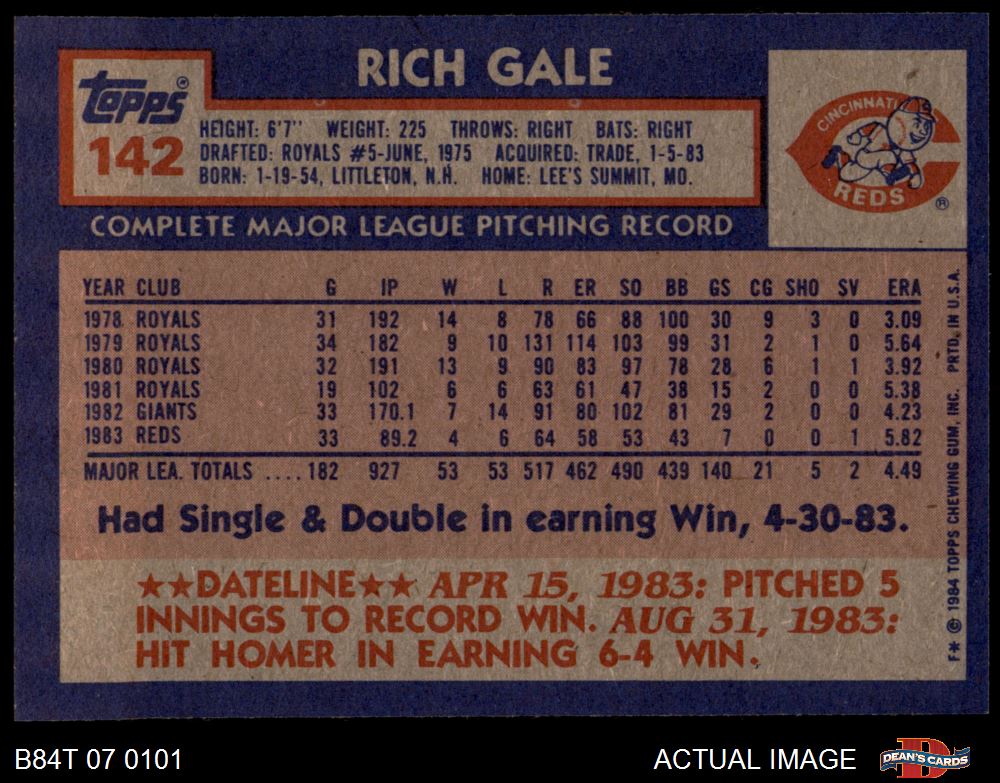 RICH GALE
Topps®
142
HEIGHT: 6'7" WEIGHT: 225 THROWS: RIGHT BATS: RIGHT
DRAFTED: ROYALS #5-JUNE, 1975 ACQUIRED: TRADE, 1-5-83
BORN: 1-19-54, LITTLETON, N.H. HOME: LEE'S SUMMIT, MO.
CINCINNATI
REDS
®
COMPLETE MAJOR LEAGUE PITCHING RECORD
YEAR CLUB G IP W L R ER SO BB GS CG SHO SV ERA
1978 ROYALS 31 192 14 8 78 66 88 100 30 9 3 0 3.09
1979 ROYALS 34 182 9 10 131 114 103 99 31 2 1 0 5.64
1980 ROYALS 32 191 13 9 90 83 97 78 28 6 1 1 3.92
1981 ROYALS 19 102 6 6 63 61 47 38 15 2 0 0 5.38
1982 GIANTS 33 170.1 7 14 91 80 102 81 29 2 0 0 4.23
1983 REDS 33 89.2 4 6 64 58 53 43 7 0 0 1 5.82
MAJOR LEA. TOTALS .... 182 927 53 53 517 462 490 439 140 21 5 2 4.49
Had Single & Double in earning Win, 4-30-83.
★★DATELINE★★ APR 15, 1983: PITCHED 5
INNINGS TO RECORD WIN. AUG 31, 1983:
HIT HOMER IN EARNING 6-4 WIN.
F* © 1984 TOPPS CHEWING GUM, INC. PRTD. IN U.S.A.
B84T 07 0101
ACTUAL IMAGE
DEAN'S CARDS